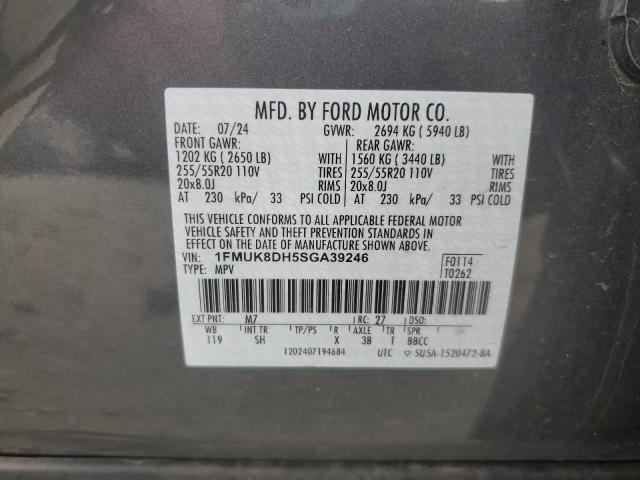 MFD. BY FORD MOTOR CO.
DATE: 07/24 GVWR: 2694 KG ( 5940 LB)
FRONT GAWR: REAR GAWR:
1202 KG ( 2650 LB) WITH 1560 KG ( 3440 LB) WITH
255/55R20 110V TIRES 255/55R20 110V TIRES
20x8.0J RIMS 20x8.0J RIMS
AT 230 kPa/ 33 PSI COLD AT 230 kPa/ 33 PSI COLD
THIS VEHICLE CONFORMS TO ALL APPLICABLE FEDERAL MOTOR
VEHICLE SAFETY AND THEFT PREVENTION STANDARDS IN
EFFECT ON THE DATE OF MANUFACTURE SHOWN ABOVE.
VIN: 1FMUK8DH5SGA39246 F0114
TYPE: MPV T0262
EXT PNT: M7 RC: 27 DSO:
WB INT TR TP/PS R AXLE TR SPR
119 SH X 3B T BBCC
1202407194684 UTC ▽ 5U5A-1520472-BA